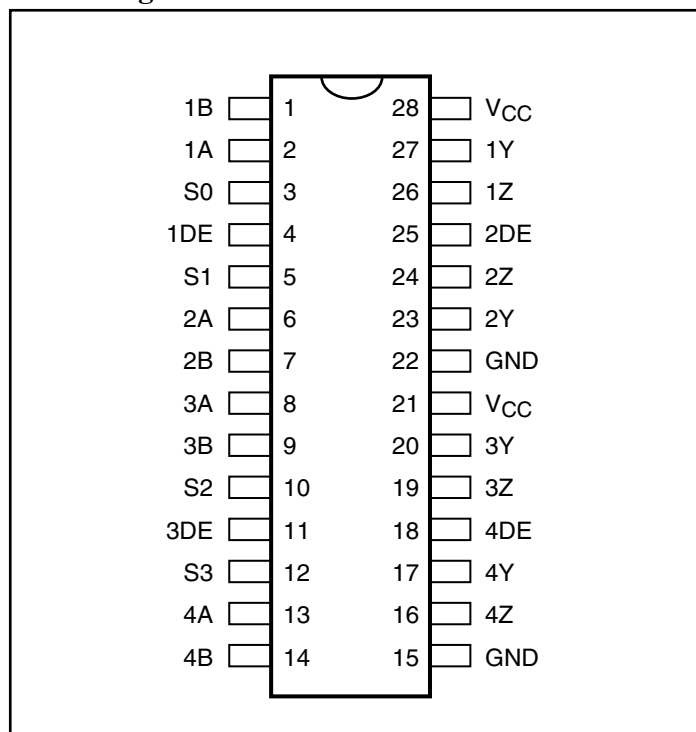 1B 1 28 VCC
1A 2 27 1Y
S0 3 26 1Z
1DE 4 25 2DE
S1 5 24 2Z
2A 6 23 2Y
2B 7 22 GND
3A 8 21 VCC
3B 9 20 3Y
S2 10 19 3Z
3DE 11 18 4DE
S3 12 17 4Y
4A 13 16 4Z
4B 14 15 GND